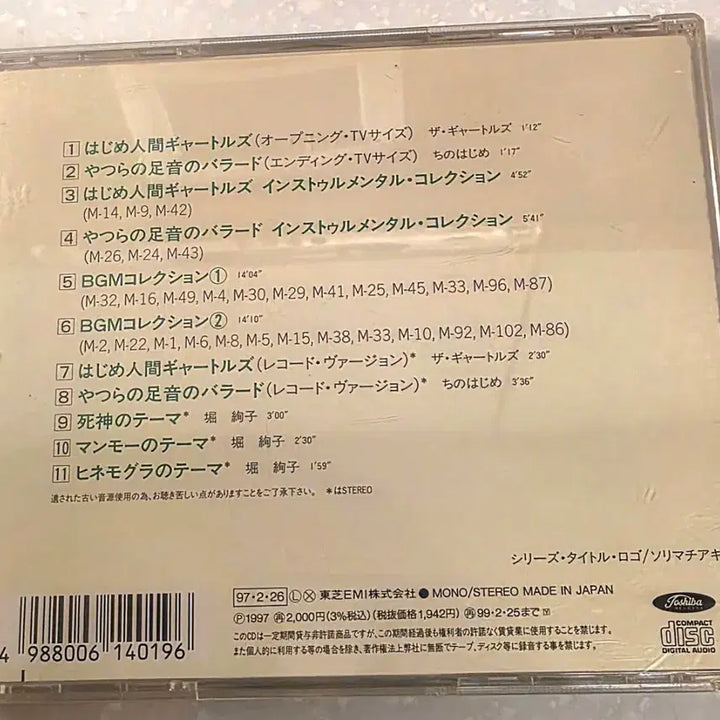 1 はじめ人間ギャートルズ(オープニング・TVサイズ) ザ・ギャートルズ 1'12"
2 やつらの足音のバラード(エンディング・TVサイズ) ちのはじめ 1'17"
3 はじめ人間ギャートルズ インストゥルメンタル・コレクション 4'52"
(M-14, M-9, M-42)
4 やつらの足音のバラード インストゥルメンタル・コレクション 5'41"
(M-26, M-24, M-43)
5 BGMコレクション① 14'04"
(M-32, M-16, M-49, M-4, M-30, M-29, M-41, M-25, M-45, M-33, M-96, M-87)
6 BGMコレクション② 14'10"
(M-2, M-22, M-1, M-6, M-8, M-5, M-15, M-38, M-33, M-10, M-92, M-102, M-86)
7 はじめ人間ギャートルズ(レコード・ヴァージョン)* ザ・ギャートルズ 2'30"
8 やつらの足音のバラード(レコード・ヴァージョン)* ちのはじめ 3'36"
9 死神のテーマ* 堀 絢子 3'00"
10 マンモーのテーマ* 堀 絢子 2'30"
11 ヒネモグラのテーマ* 堀 絢子 1'59"
遺された古い音源使用の為、お聴き苦しい点がありますことをご了承下さい。 *はSTEREO
シリーズ・タイトル・ロゴ/ソリマチアキ
97・2・26 Ⓛ Ⓧ 東芝EMI株式会社 ● MONO/STEREO MADE IN JAPAN
Ⓟ1997 ㊢2,000円(3%税込)(税抜価格1,942円) ㊢99・2・25まで
このCDは一定期間貸与非許諾商品ですが、この期間経過後も権利者の許諾なく賃貸業に使用することを禁じます。
また個人的に利用する等の場合を除き、著作権法上弊社に無断でテープ、ディスク等に録音する事を禁じます。
Toshiba
RECORDS
COMPACT
disc
DIGITAL AUDIO
4 988006 140196